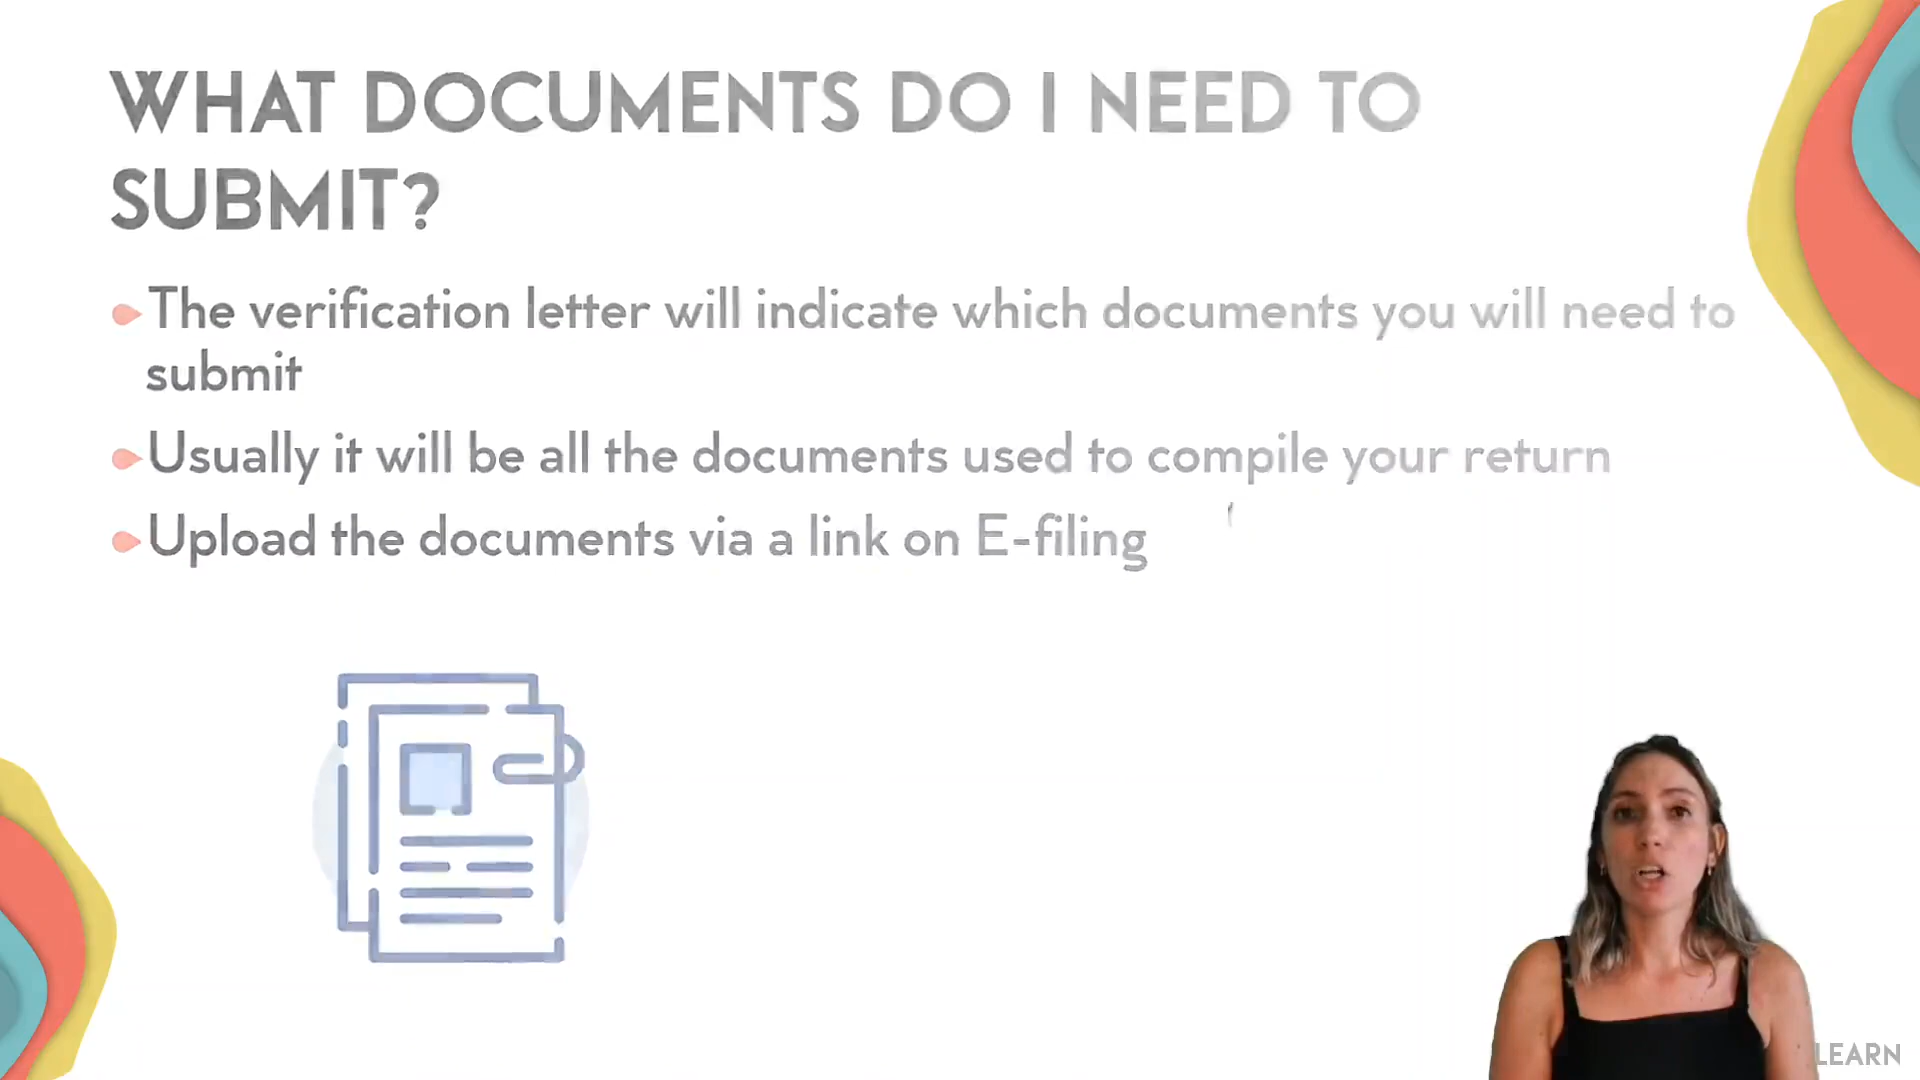 WHAT DOCUMENTS DO I NEED TO
SUBMIT?
The verification letter will indicate which documents you will need to
submit
Usually it will be all the documents used to compile your return
Upload the documents via a link on E-filing
LEARN